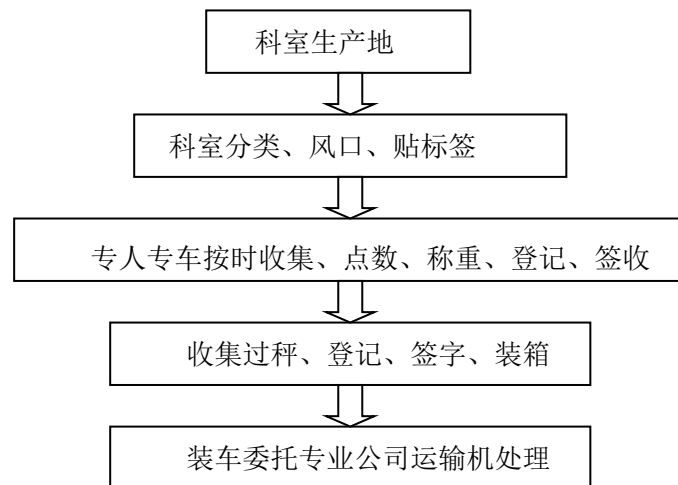 科室生产地
科室分类、风口、贴标签
专人专车按时收集、点数、称重、登记、签收
收集过秤、登记、签字、装箱
装车委托专业公司运输机处理